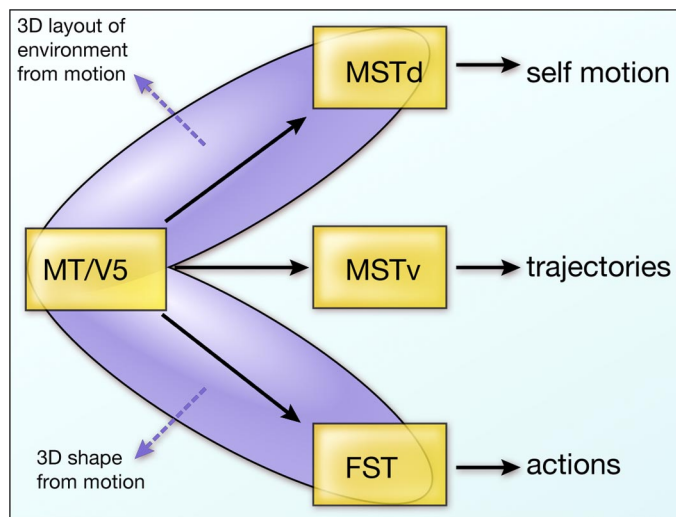 3D layout of
environment
from motion
MSTd
self motion
MT/V5
MSTv
trajectories
3D shape
from motion
FST
actions